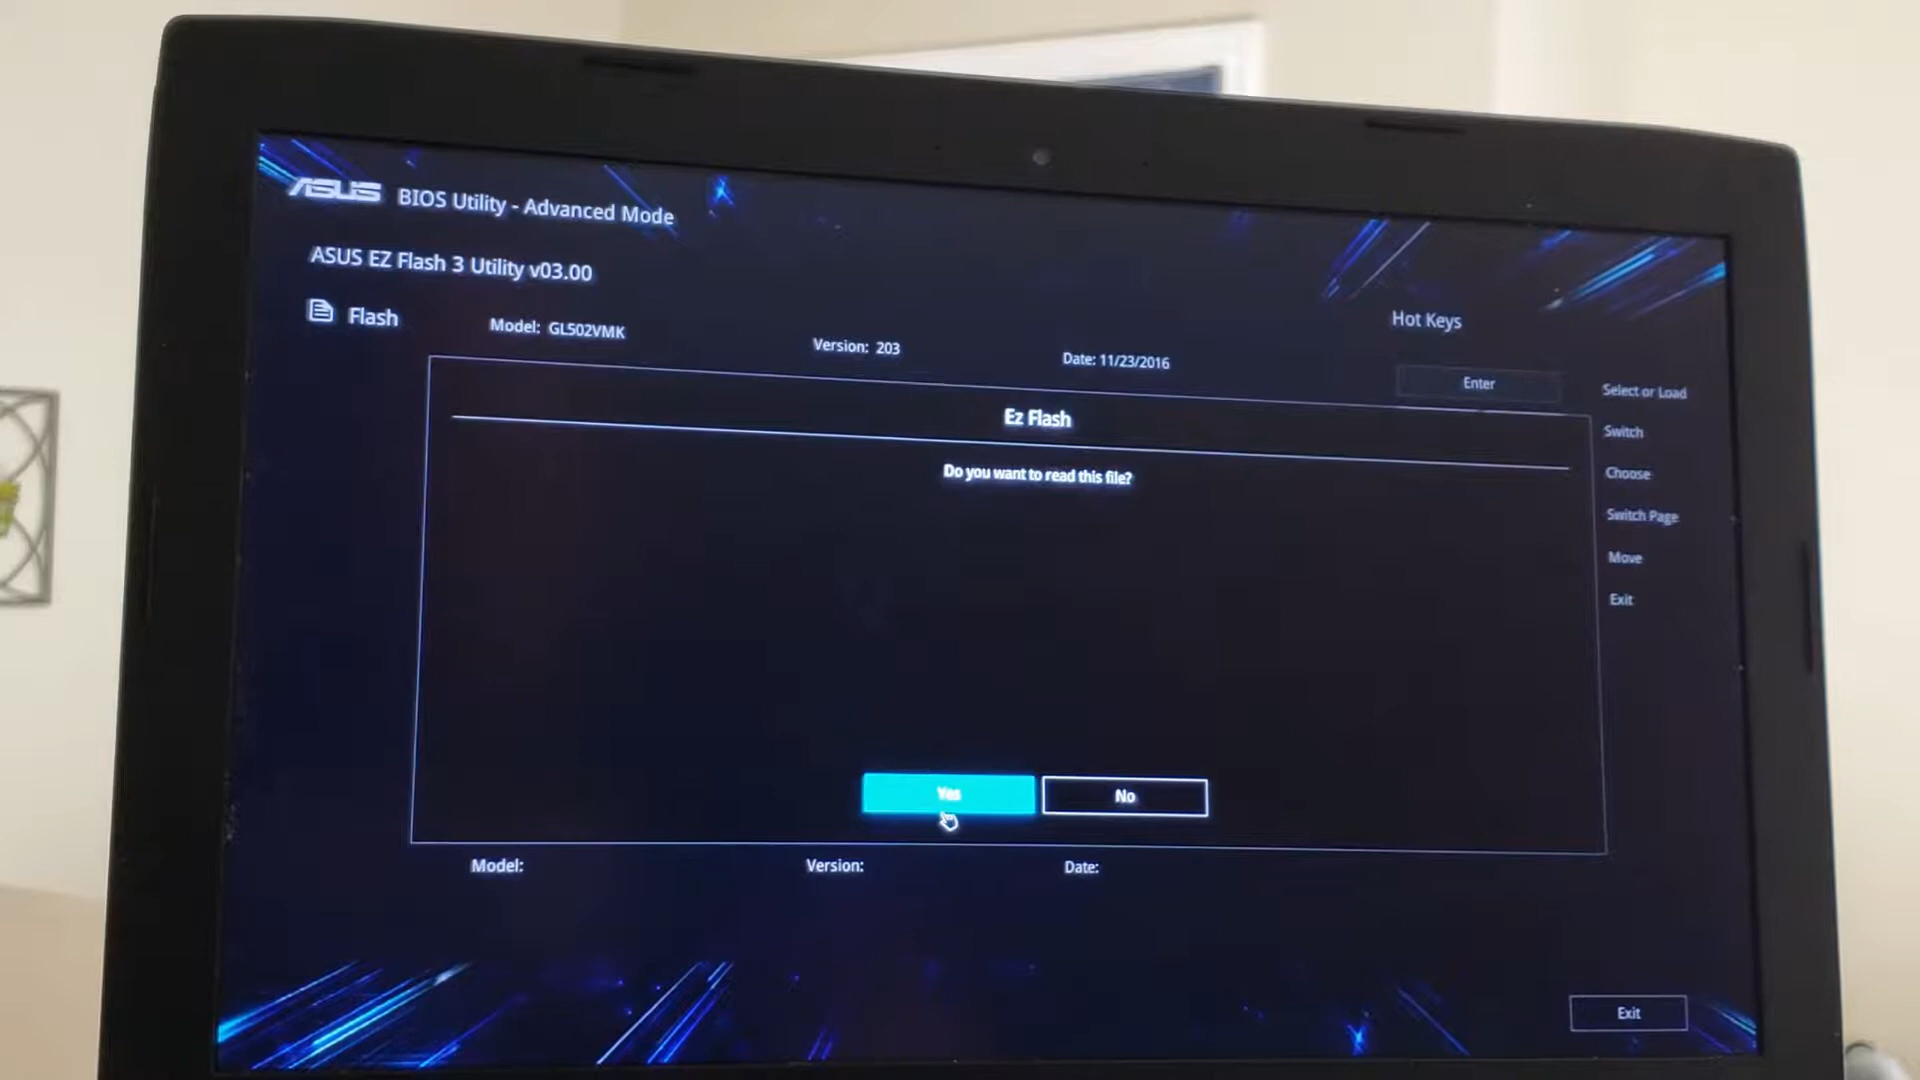 ASUS BIOS Utility - Advanced Mode
ASUS EZ Flash 3 Utility v03.00
Flash
Model: GL502VMK
Version: 203
Date: 11/23/2016
Hot Keys
Enter
Select or Load
Switch
Choose
Switch Page
Move
Exit
Ez Flash
Do you want to read this file?
Yes
No
Model:
Version:
Date:
Exit